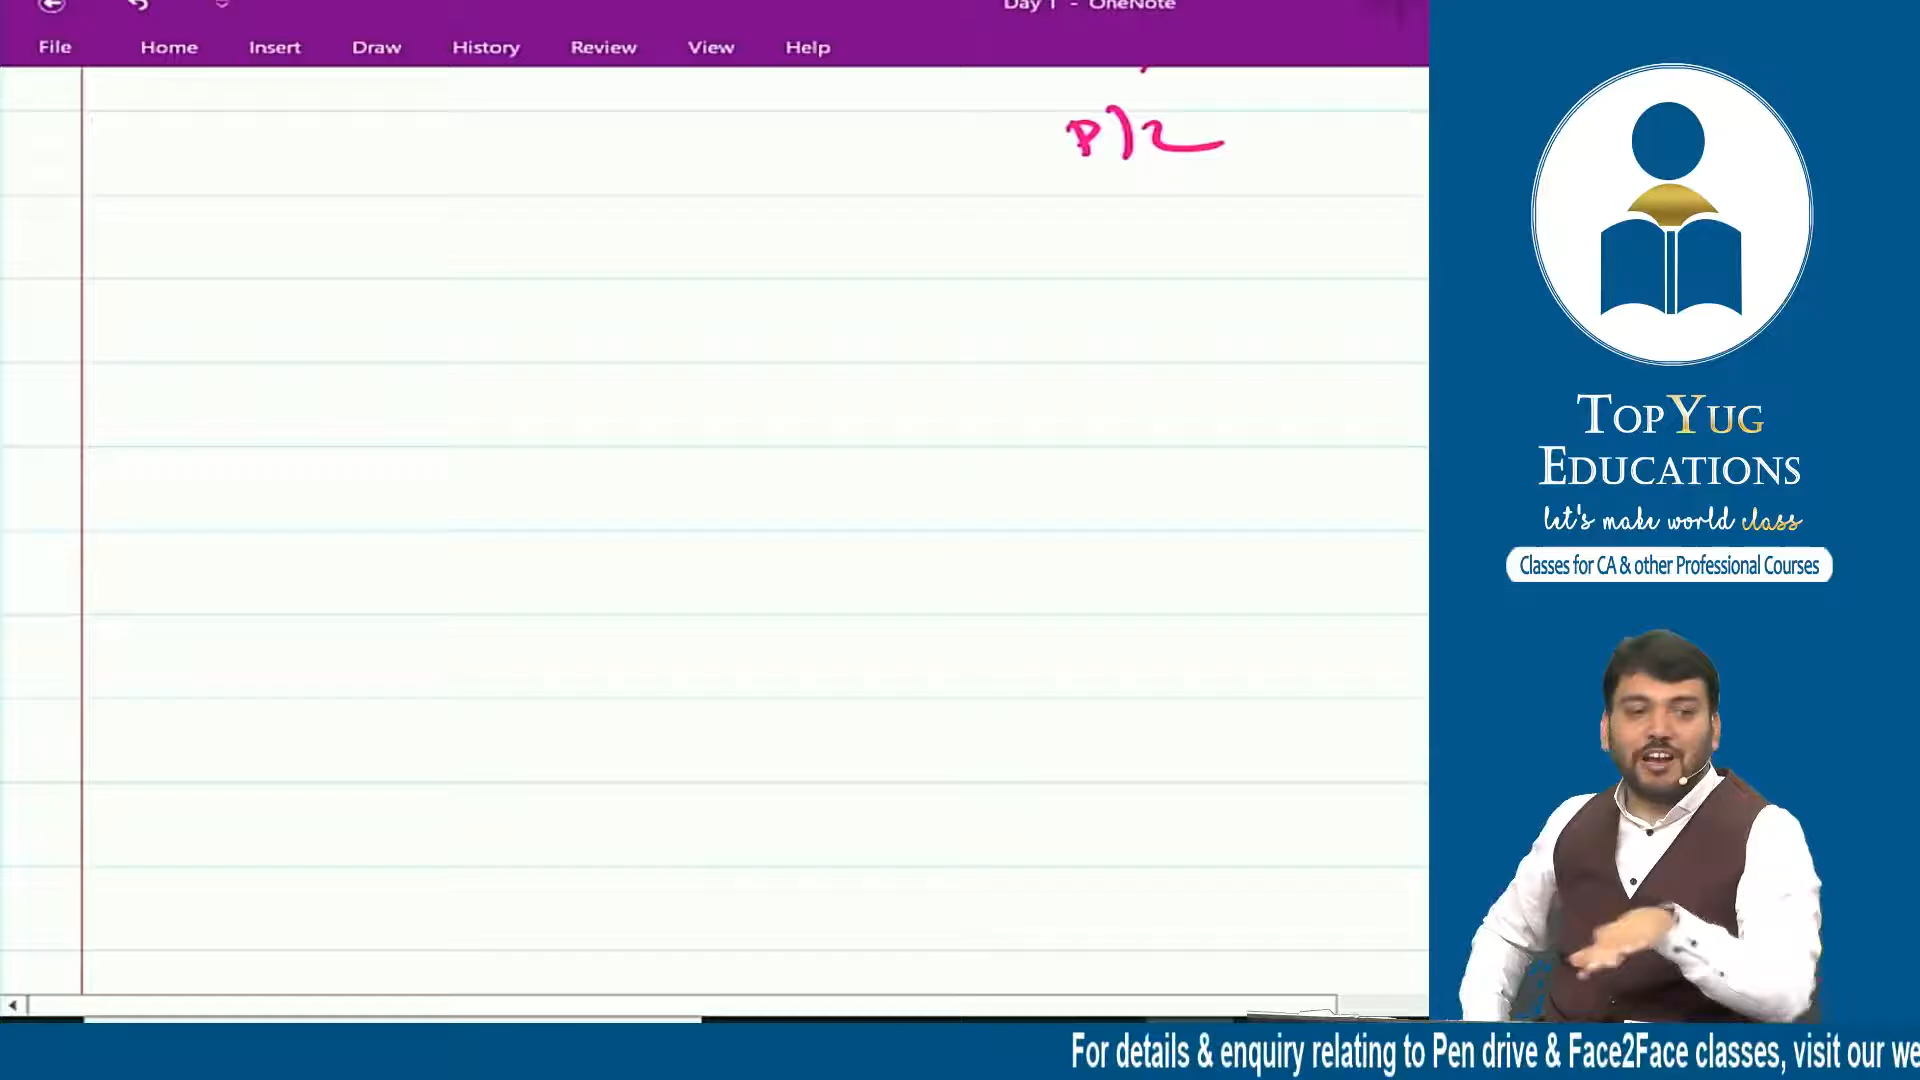 Day 1 - OneNote
File Home Insert Draw History Review View Help
P)2
TOPYUG
EDUCATIONS
let's make world class
Classes for CA & other Professional Courses
For details & enquiry relating to Pen drive & Face2Face classes, visit our we